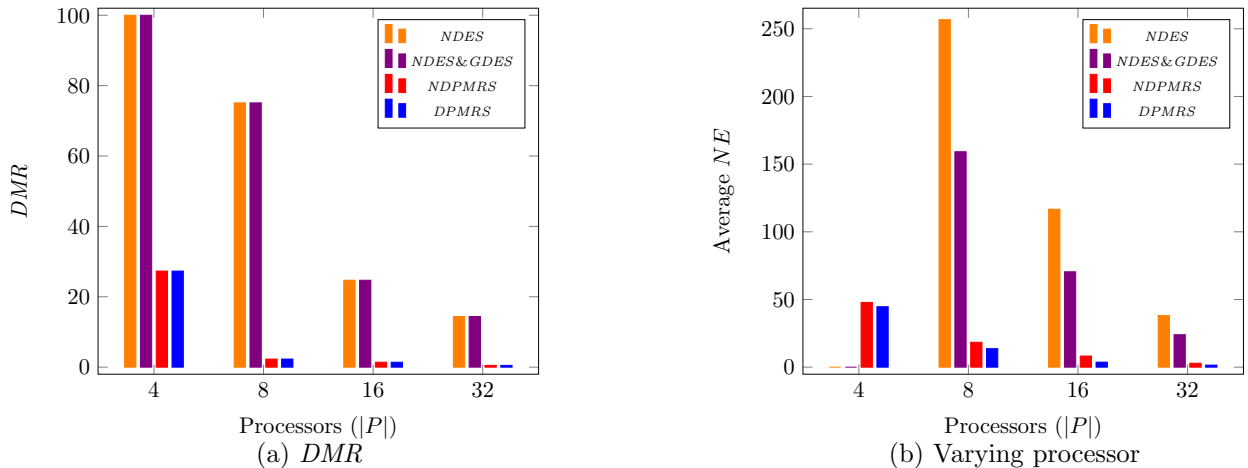 100
80
60
40
20
0
DMR
4 8 16 32
Processors (|P|)
(a) DMR
NDES
NDES&GDES
NDPMRS
DPMRS
250
200
150
100
50
0
Average NE
4 8 16 32
Processors (|P|)
(b) Varying processor
NDES
NDES&GDES
NDPMRS
DPMRS